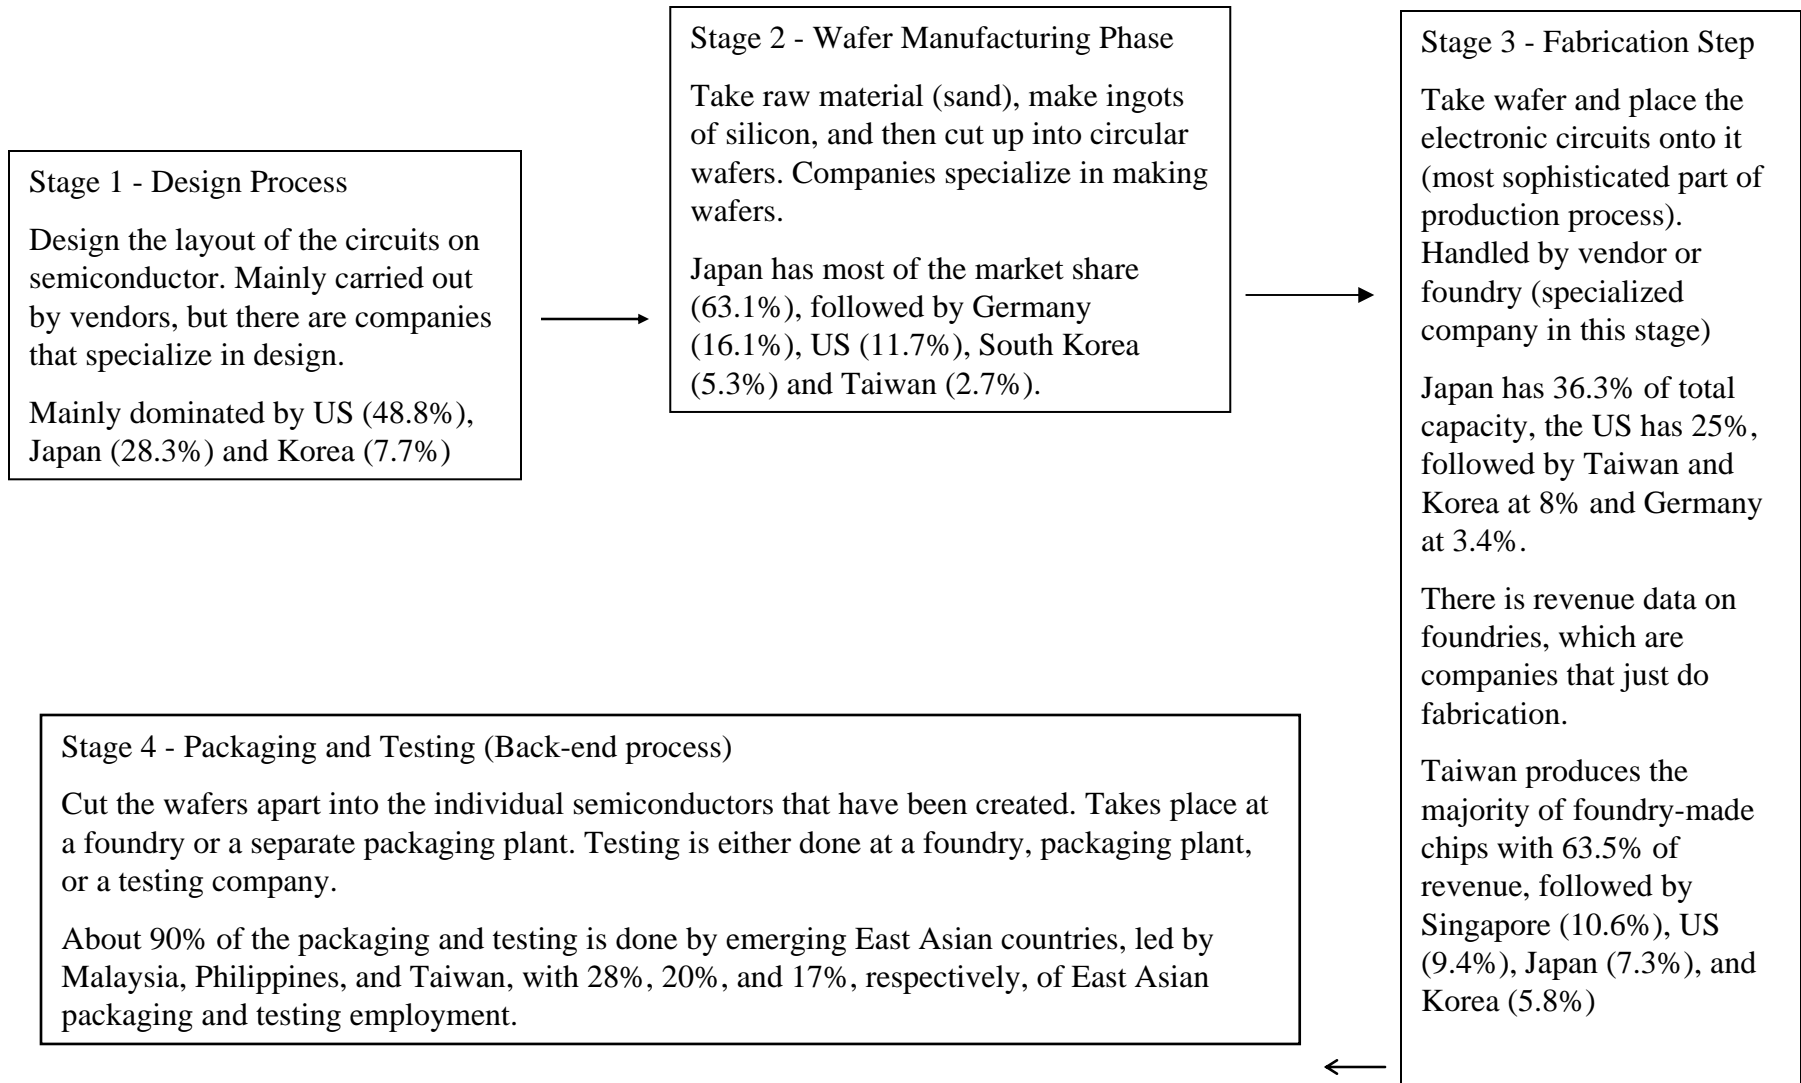 Stage 1 - Design Process
Design the layout of the circuits on
semiconductor. Mainly carried out
by vendors, but there are companies
that specialize in design.
Mainly dominated by US (48.8%),
Japan (28.3%) and Korea (7.7%)
Stage 2 - Wafer Manufacturing Phase
Take raw material (sand), make ingots
of silicon, and then cut up into circular
wafers. Companies specialize in making
wafers.
Japan has most of the market share
(63.1%), followed by Germany
(16.1%), US (11.7%), South Korea
(5.3%) and Taiwan (2.7%).
Stage 3 - Fabrication Step
Take wafer and place the
electronic circuits onto it
(most sophisticated part of
production process).
Handled by vendor or
foundry (specialized
company in this stage)
Japan has 36.3% of total
capacity, the US has 25%,
followed by Taiwan and
Korea at 8% and Germany
at 3.4%.
There is revenue data on
foundries, which are
companies that just do
fabrication.
Taiwan produces the
majority of foundry-made
chips with 63.5% of
revenue, followed by
Singapore (10.6%), US
(9.4%), Japan (7.3%), and
Korea (5.8%)
Stage 4 - Packaging and Testing (Back-end process)
Cut the wafers apart into the individual semiconductors that have been created. Takes place at
a foundry or a separate packaging plant. Testing is either done at a foundry, packaging plant,
or a testing company.
About 90% of the packaging and testing is done by emerging East Asian countries, led by
Malaysia, Philippines, and Taiwan, with 28%, 20%, and 17%, respectively, of East Asian
packaging and testing employment.